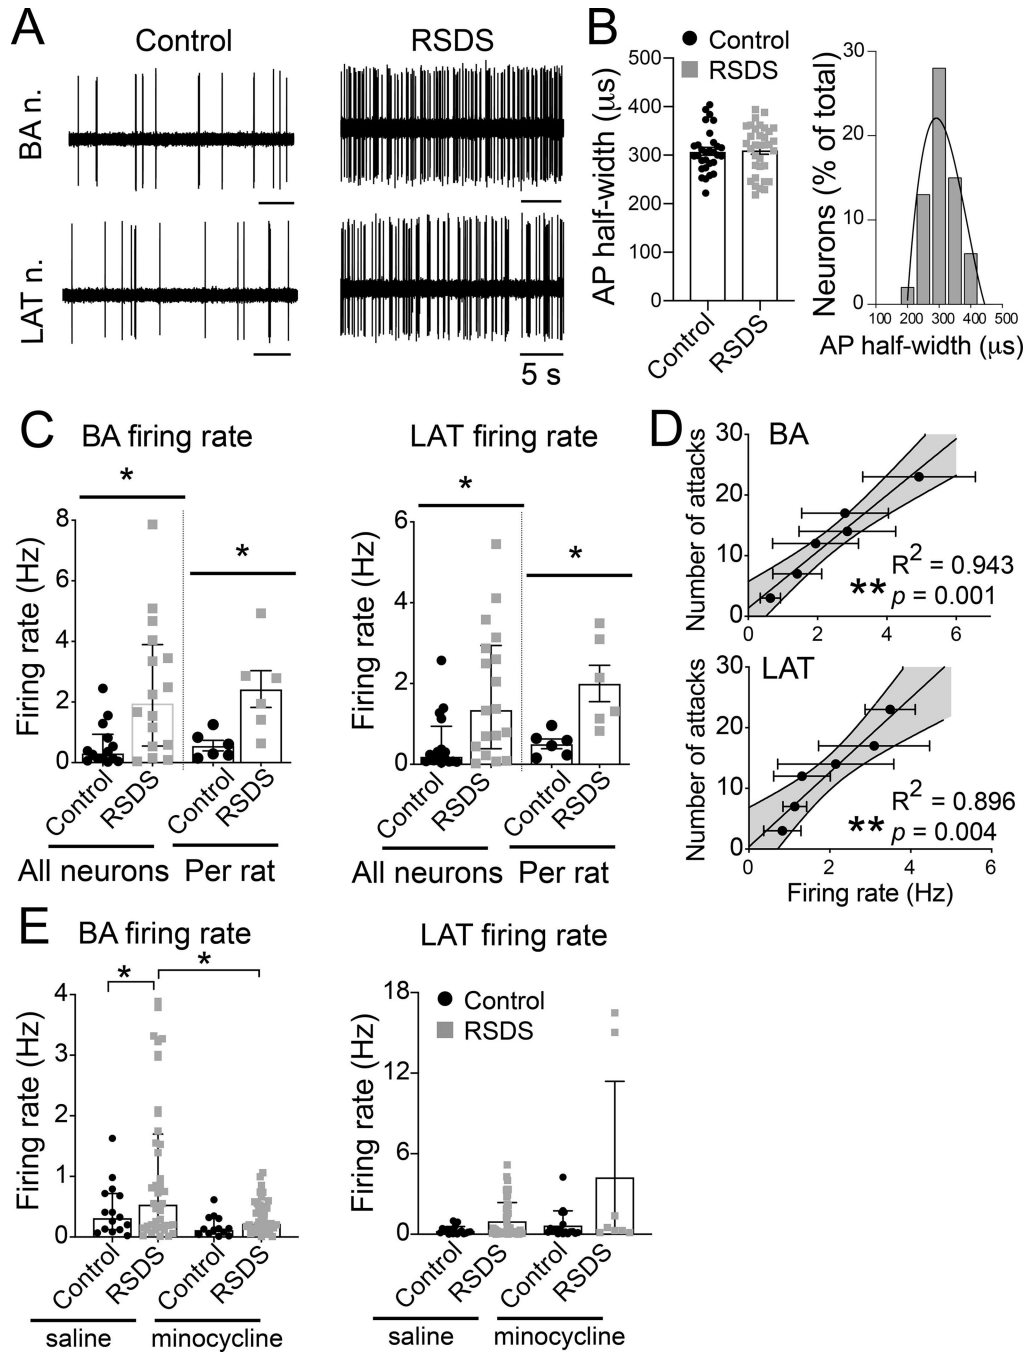 A
Control
RSDS
BA n.
LAT n.
5 s
B
Control
RSDS
AP half-width (μs)
500
400
300
200
100
0
Control
RSDS
Neurons (% of total)
30
20
10
0
100 200 300 400 500
AP half-width (μs)
C
BA firing rate
*
*
Firing rate (Hz)
8
6
4
2
0
Control
RSDS
Control
RSDS
All neurons
Per rat
LAT firing rate
*
*
Firing rate (Hz)
6
4
2
0
Control
RSDS
Control
RSDS
All neurons
Per rat
D
BA
Number of attacks
30
20
10
0
R2 = 0.943
** p = 0.001
0 2 4 6
LAT
Number of attacks
30
20
10
0
R2 = 0.896
** p = 0.004
0 2 4 6
Firing rate (Hz)
E
BA firing rate
*
*
Firing rate (Hz)
4
3
2
1
0
Control
RSDS
Control
RSDS
saline
minocycline
LAT firing rate
Control
RSDS
Firing rate (Hz)
18
12
6
0
Control
RSDS
Control
RSDS
saline
minocycline